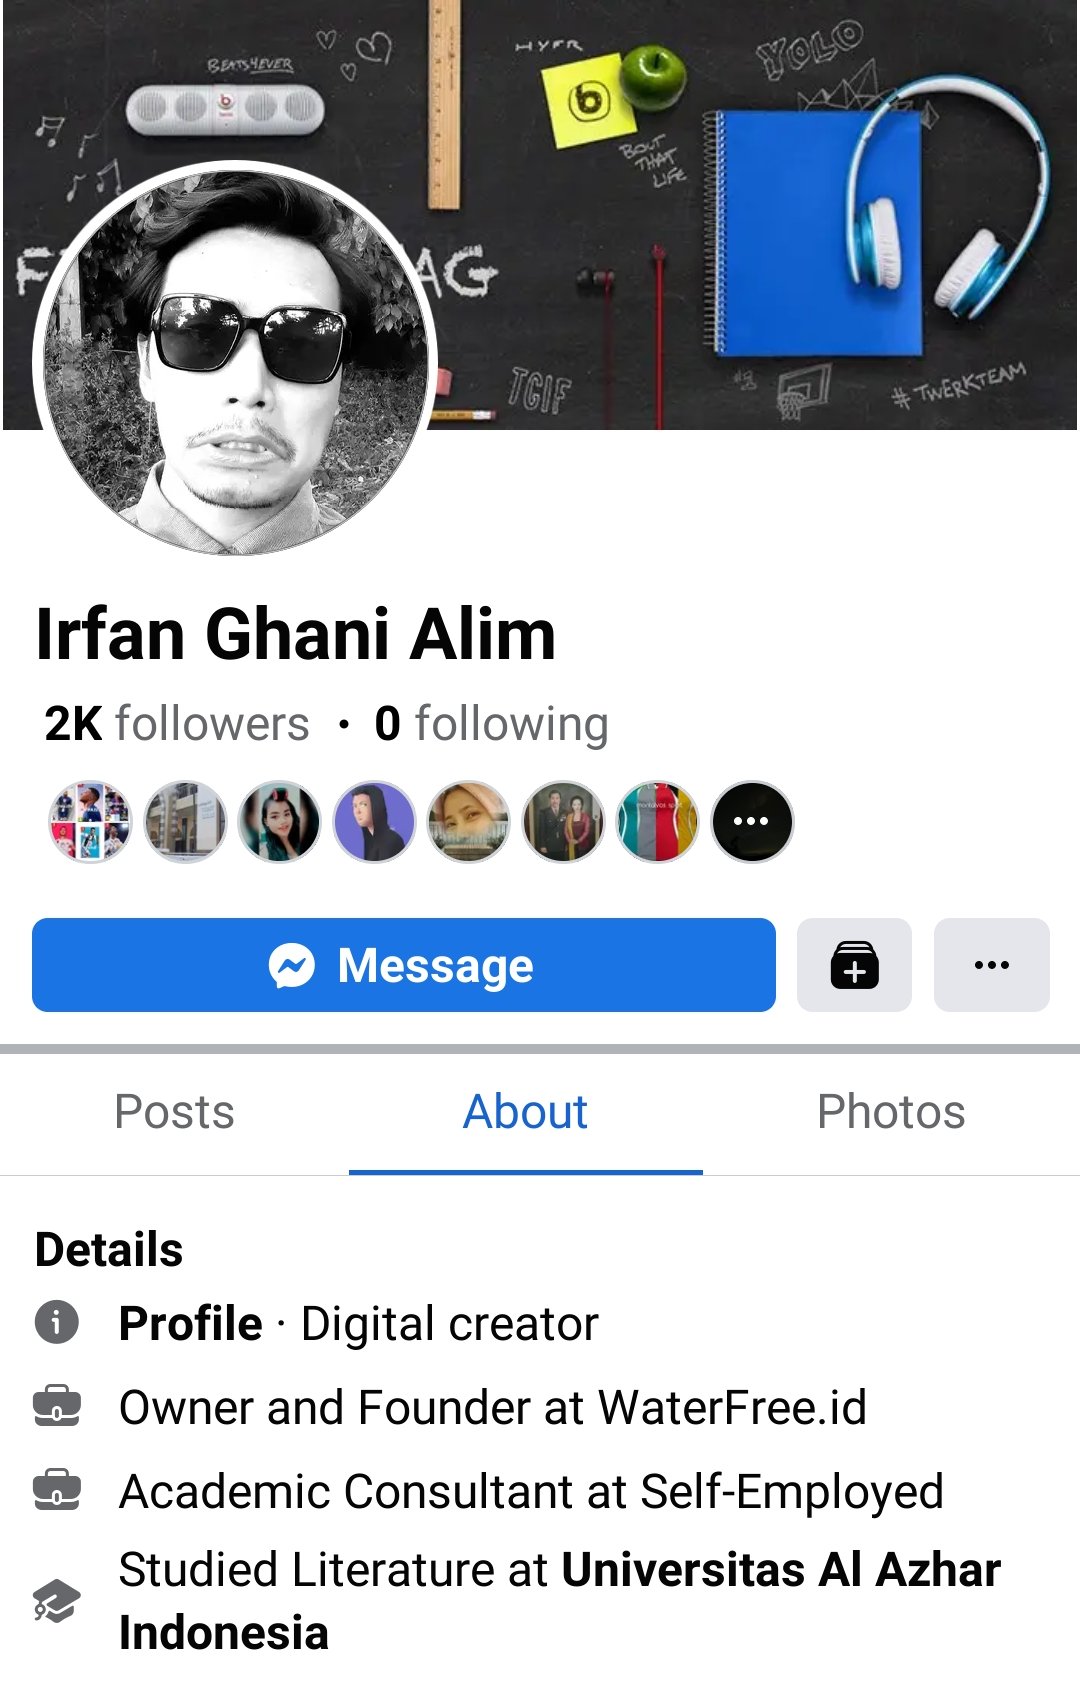 BEATS4EVER
HYFR
YOLO
b
BOUT
THAT
LIFE
AG
TGIF
#TWERKTEAM
Irfan Ghani Alim
2K followers · 0 following
Message
Posts
About
Photos
Details
Profile · Digital creator
Owner and Founder at WaterFree.id
Academic Consultant at Self-Employed
Studied Literature at Universitas Al Azhar
Indonesia